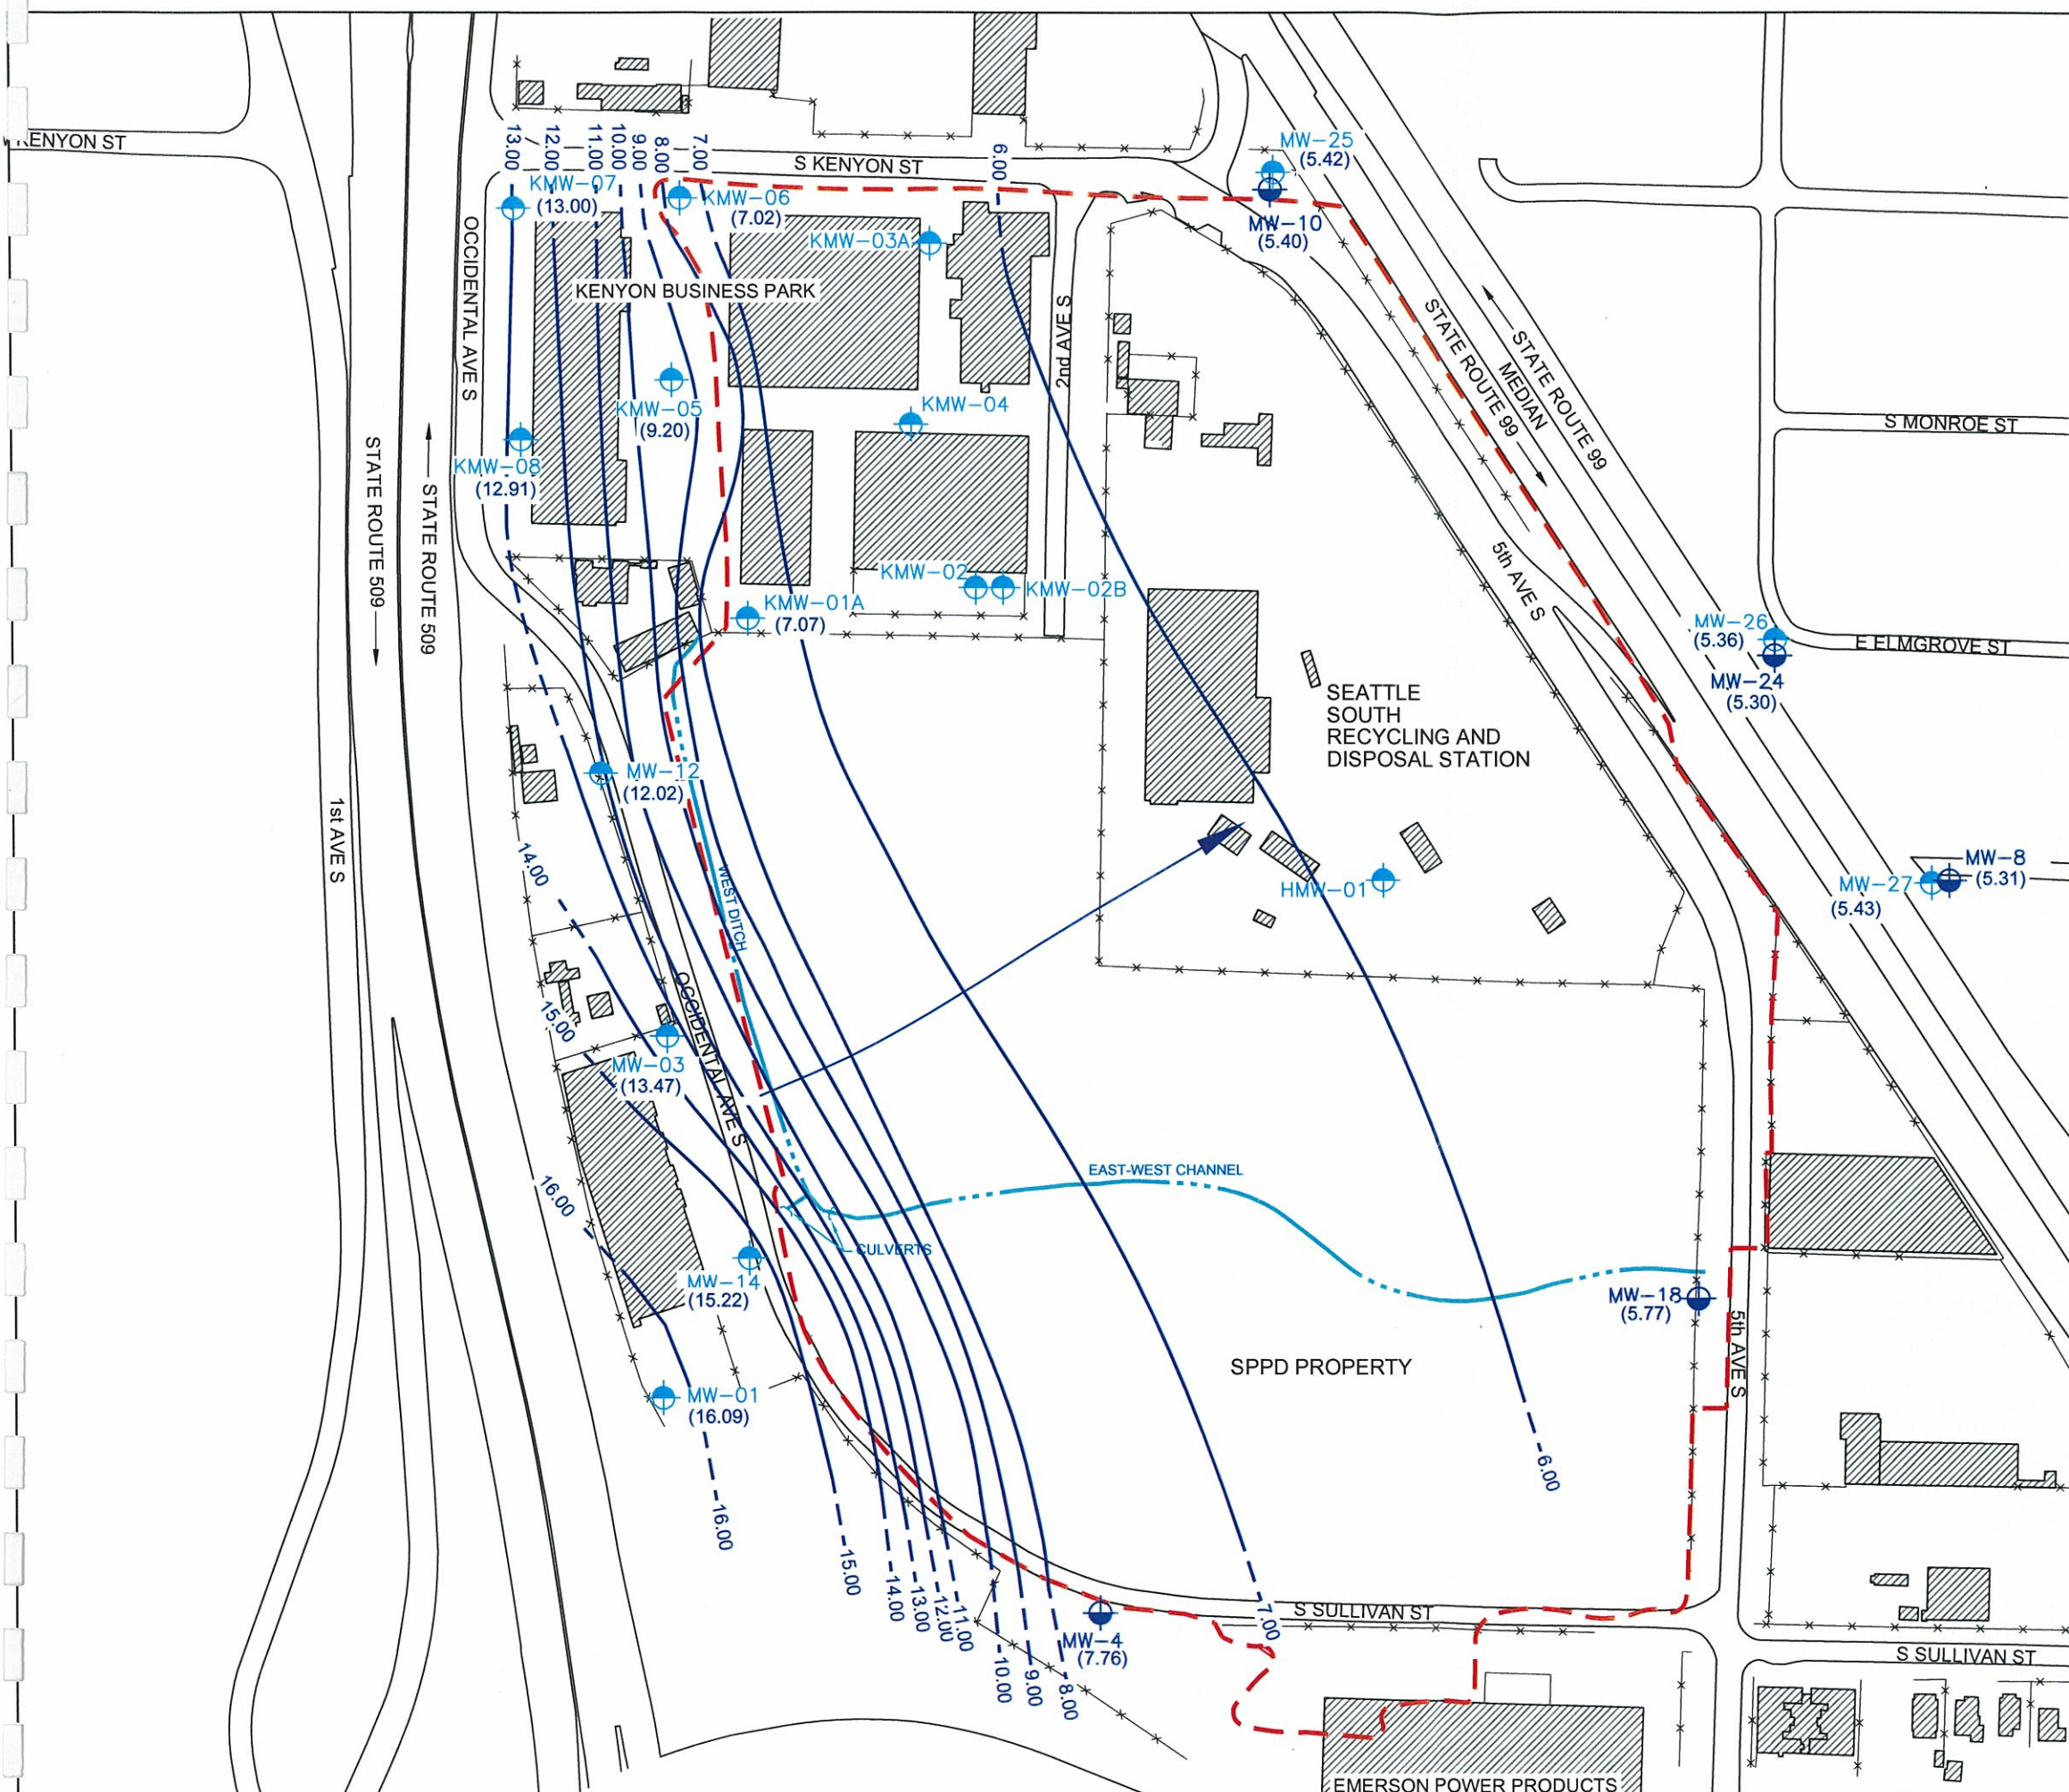 KENYON ST
13.00
12.00
11.00
10.00
9.00
8.00
7.00
6.00
S KENYON ST
MW-25
(5.42)
MW-10
(5.40)
KMW-07
(13.00)
KMW-06
(7.02)
KMW-03A
KENYON BUSINESS PARK
OCCIDENTAL AVE S
2nd AVE S
STATE ROUTE 99
MEDIAN
STATE ROUTE 99
KMW-05
(9.20)
KMW-04
S MONROE ST
KMW-08
(12.91)
STATE ROUTE 509
STATE ROUTE 509
5th AVE S
KMW-02
KMW-02B
KMW-01A
(7.07)
MW-26
(5.36)
MW-24
(5.30)
E ELMGROVE ST
SEATTLE
SOUTH
RECYCLING AND
DISPOSAL STATION
MW-12
(12.02)
1st AVE S
14.00
WEST DITCH
HMW-01
MW-8
(5.31)
MW-27
(5.43)
OCCIDENTAL AVE S
15.00
MW-03
(13.47)
EAST-WEST CHANNEL
16.00
CULVERTS
MW-14
(15.22)
MW-18
(5.77)
5th AVE S
SPPD PROPERTY
MW-01
(16.09)
6.00
16.00
15.00
14.00
13.00
12.00
11.00
10.00
9.00
8.00
7.00
MW-4
(7.76)
S SULLIVAN ST
S SULLIVAN ST
EMERSON POWER PRODUCTS